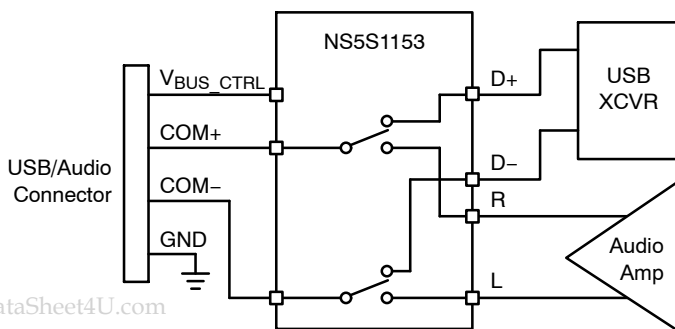 NS5S1153
V_BUS_CTRL
COM+
COM−
GND
USB/Audio
Connector
D+
D−
R
L
USB
XCVR
Audio
Amp
ataSheet4U.com